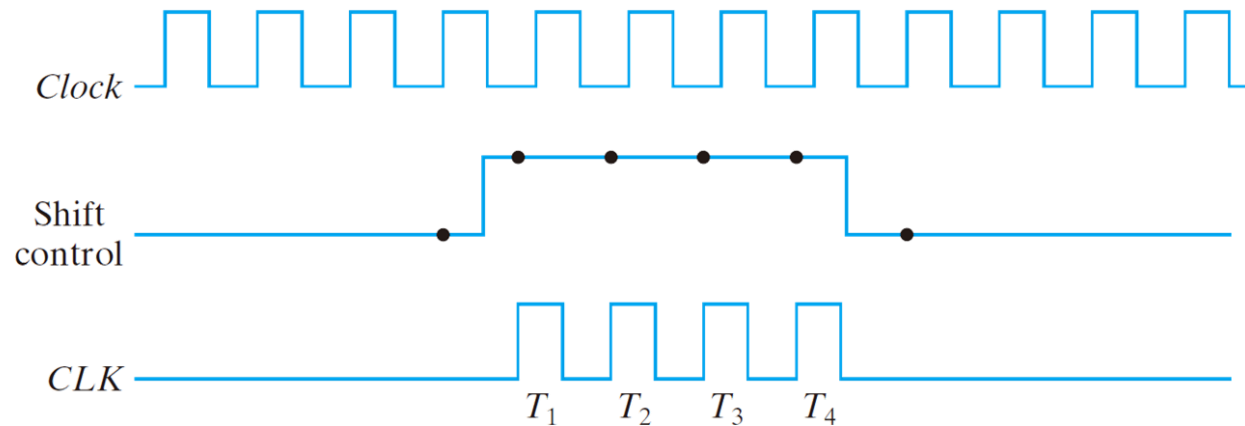 Clock
Shift
control
CLK
T₁ T₂ T₃ T₄